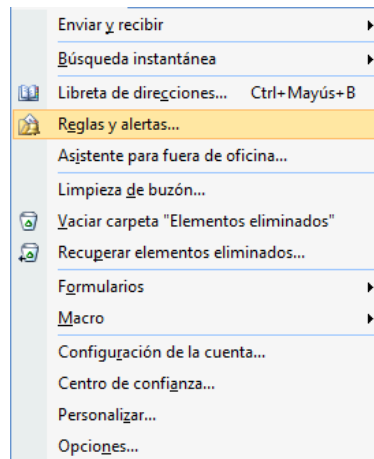 Enviar y recibir
Búsqueda instantánea
Libreta de direcciones... Ctrl+Mayús+B
Reglas y alertas...
Asistente para fuera de oficina...
Limpieza de buzón...
Vaciar carpeta "Elementos eliminados"
Recuperar elementos eliminados...
Formularios
Macro
Configuración de la cuenta...
Centro de confianza...
Personalizar...
Opciones...